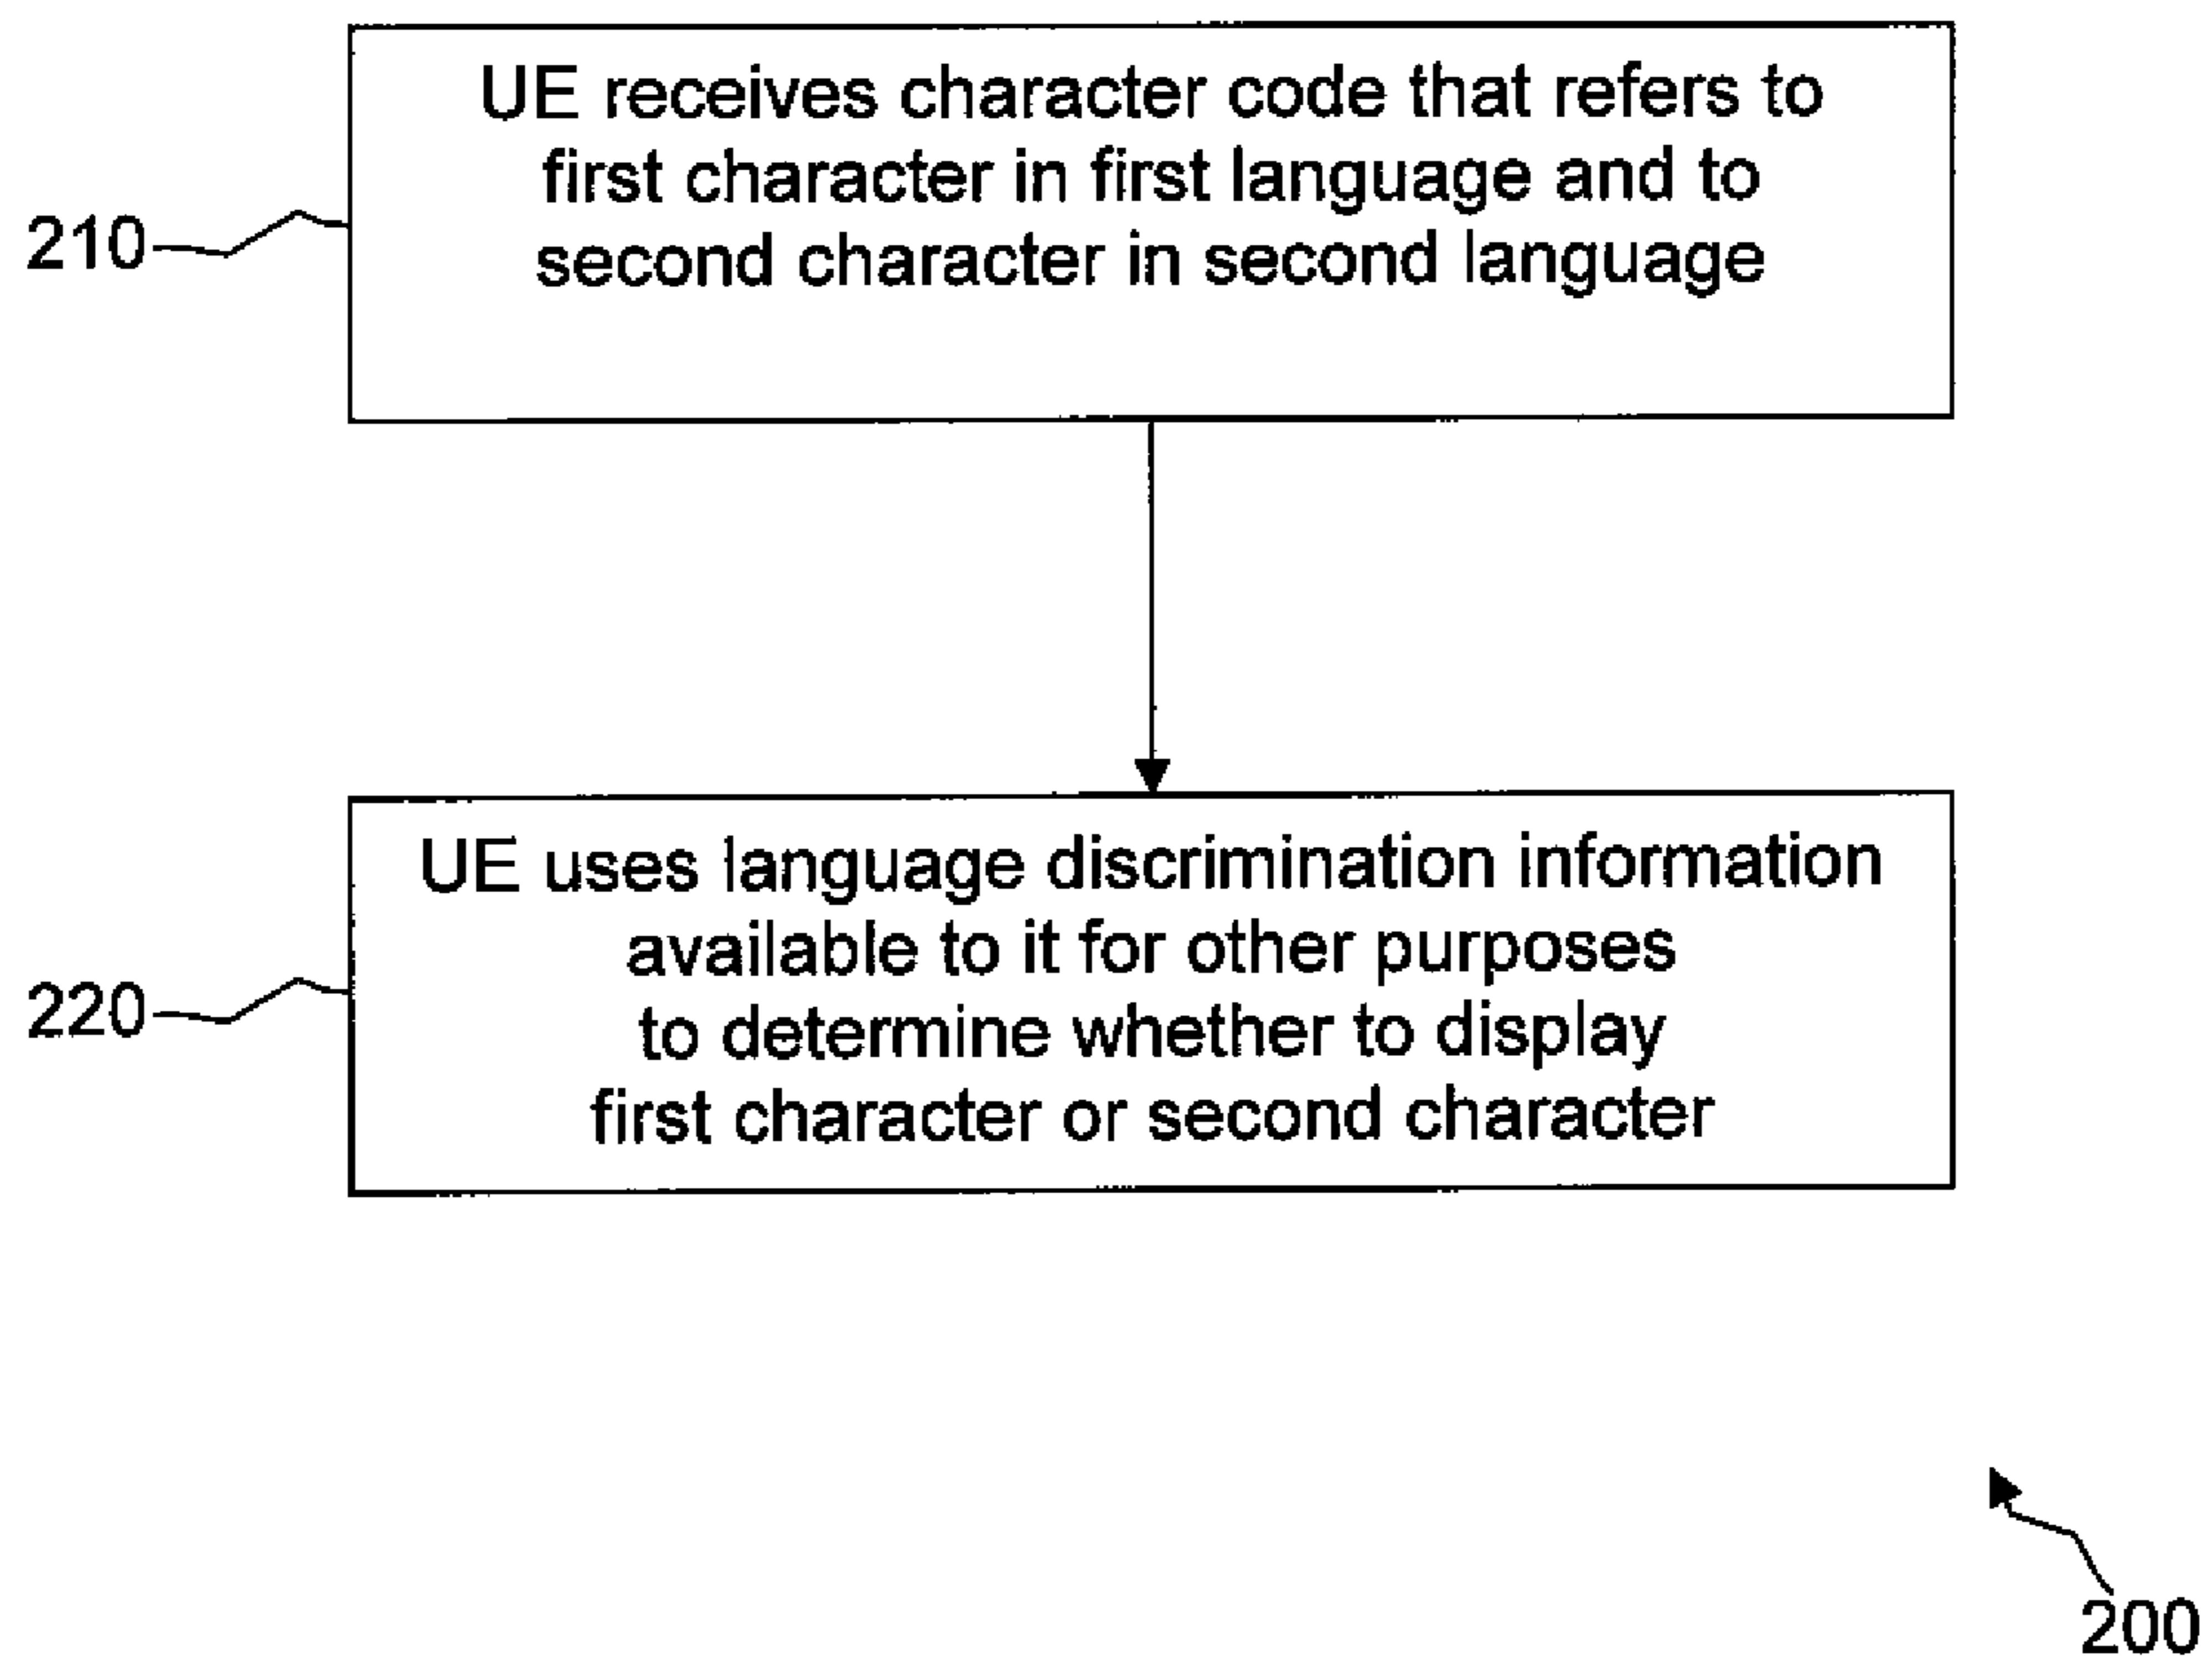 UE receives character code that refers to
first character in first language and to
second character in second language
210
UE uses language discrimination information
available to it for other purposes
to determine whether to display
first character or second character
220
200